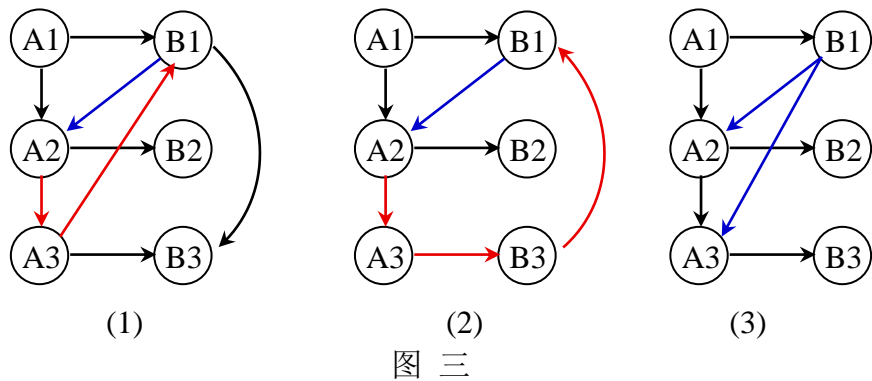 A1 B1 A1 B1 A1 B1
A2 B2 A2 B2 A2 B2
A3 B3 A3 B3 A3 B3
(1) (2) (3)
图 三